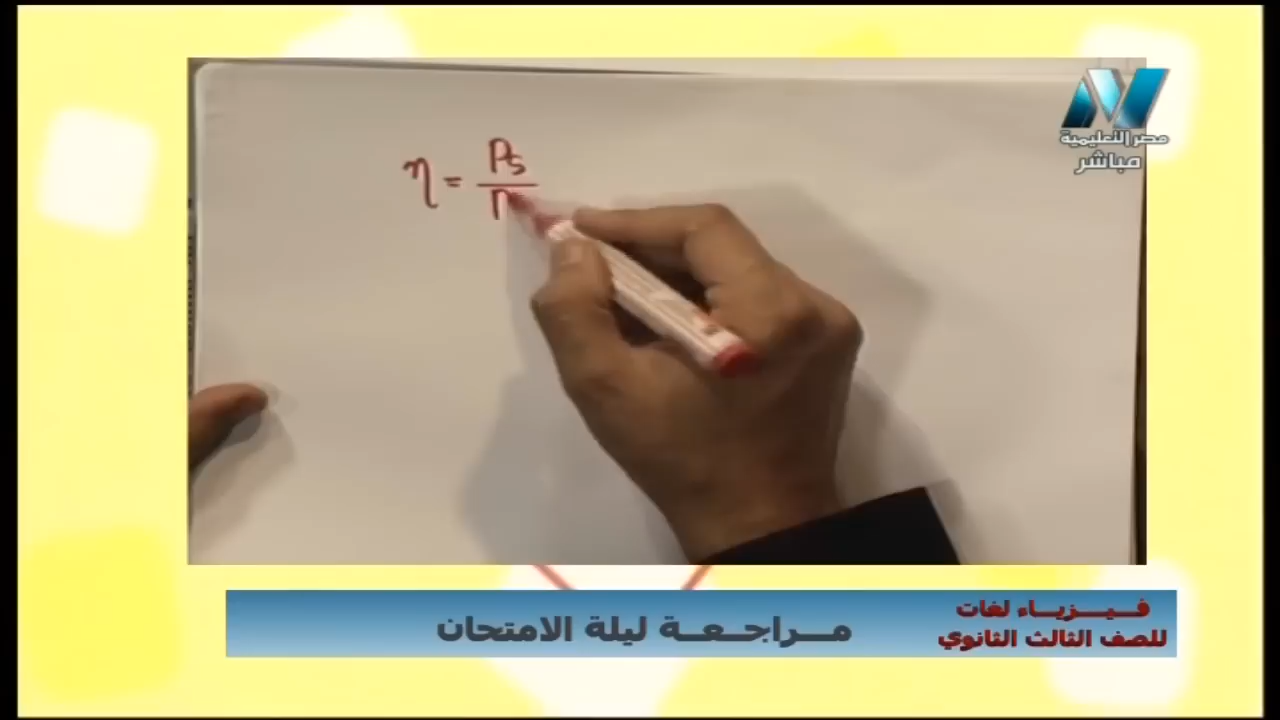 مصر التعليمية
مباشر
η = Ps
فيزياء لغات
للصف الثالث الثانوي
مراجعة ليلة الامتحان